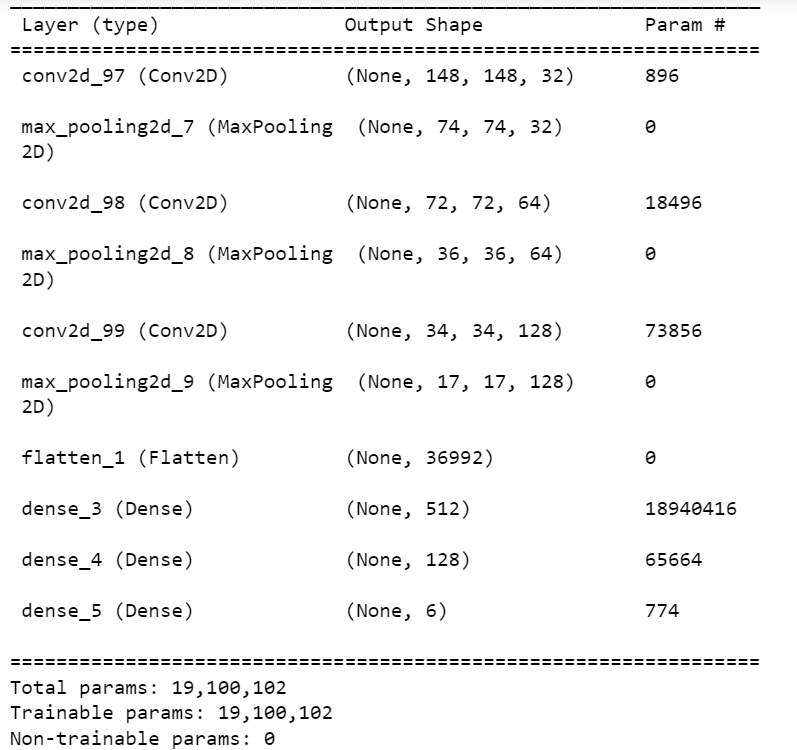 Layer (type) Output Shape Param #
=================================================================
conv2d_97 (Conv2D) (None, 148, 148, 32) 896
max_pooling2d_7 (MaxPooling (None, 74, 74, 32) 0
2D)
conv2d_98 (Conv2D) (None, 72, 72, 64) 18496
max_pooling2d_8 (MaxPooling (None, 36, 36, 64) 0
2D)
conv2d_99 (Conv2D) (None, 34, 34, 128) 73856
max_pooling2d_9 (MaxPooling (None, 17, 17, 128) 0
2D)
flatten_1 (Flatten) (None, 36992) 0
dense_3 (Dense) (None, 512) 18940416
dense_4 (Dense) (None, 128) 65664
dense_5 (Dense) (None, 6) 774
=================================================================
Total params: 19,100,102
Trainable params: 19,100,102
Non-trainable params: 0